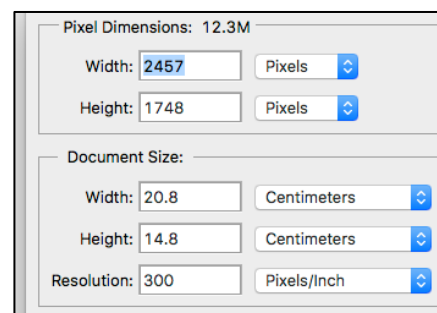 Pixel Dimensions: 12.3M
Width: 2457 Pixels
Height: 1748 Pixels
Document Size:
Width: 20.8 Centimeters
Height: 14.8 Centimeters
Resolution: 300 Pixels/Inch